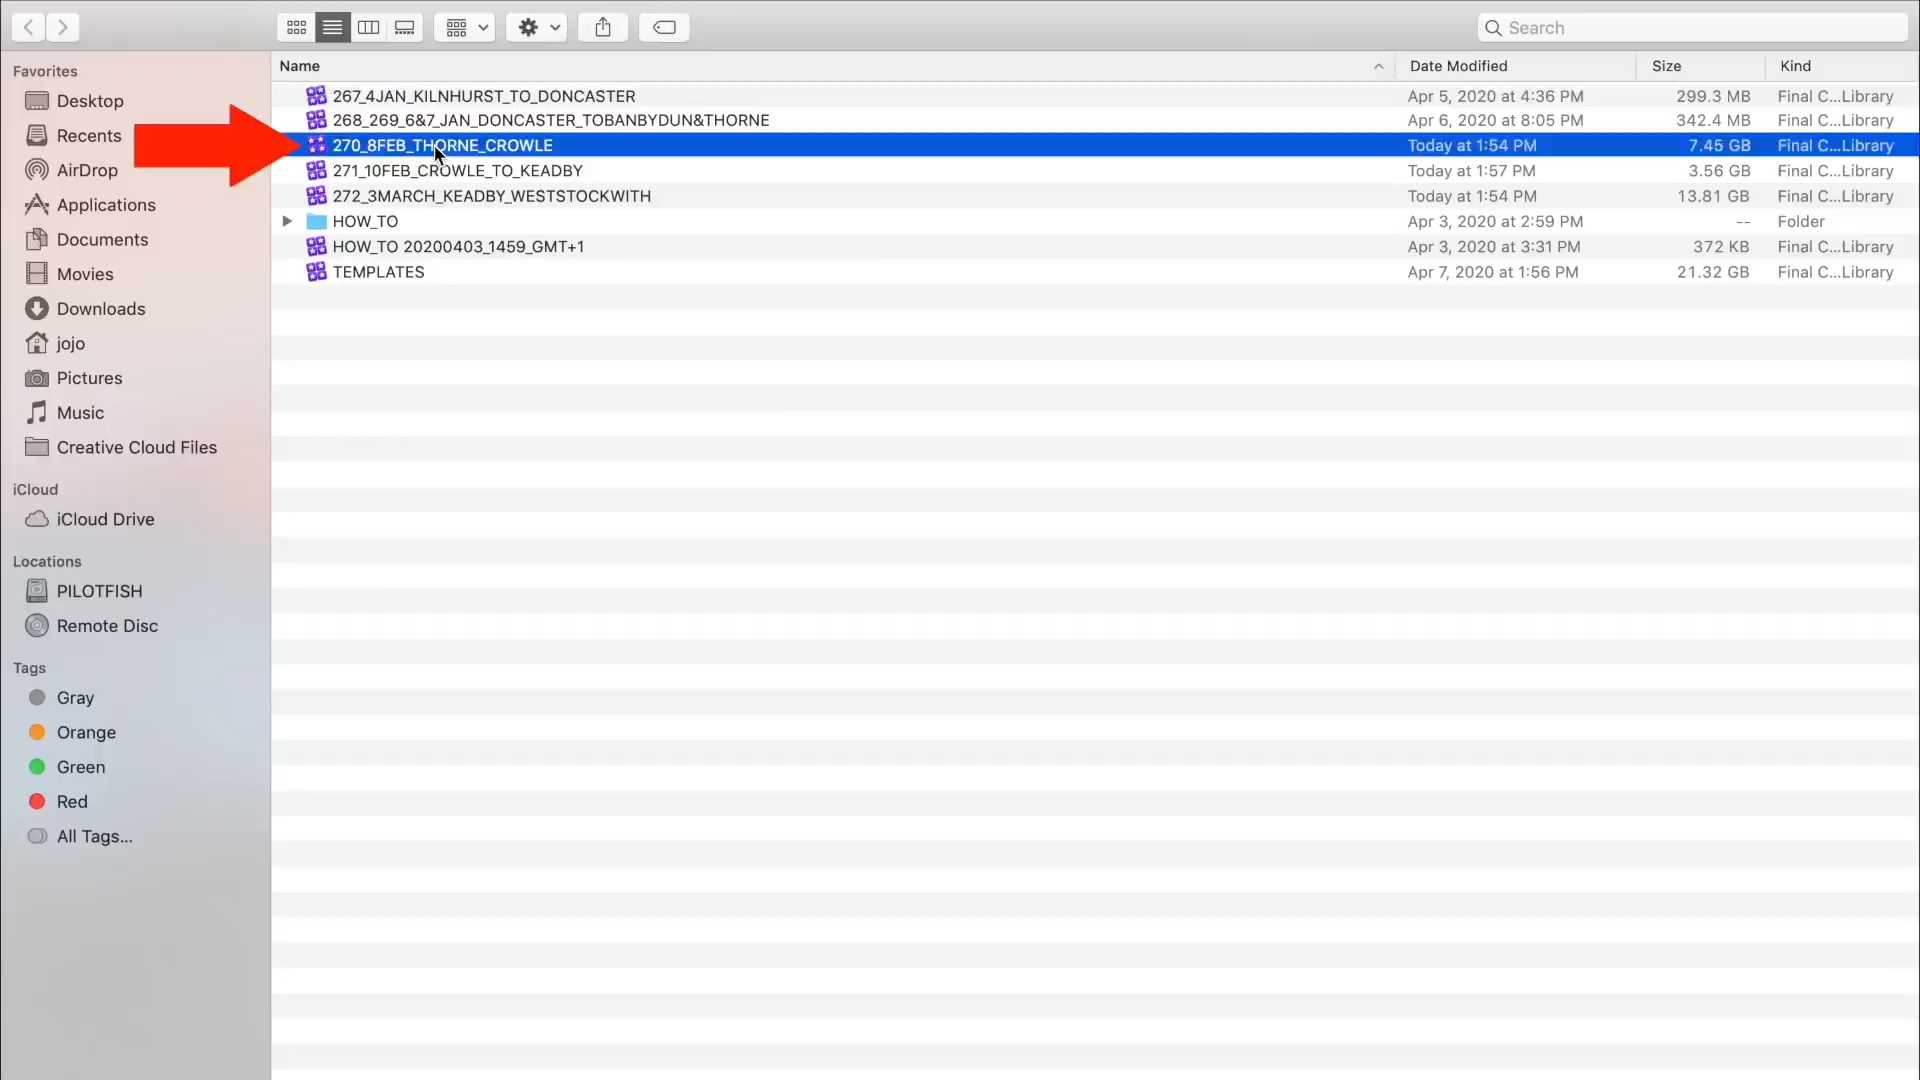 Search
Favorites
Desktop
Recents
AirDrop
Applications
Documents
Movies
Downloads
jojo
Pictures
Music
Creative Cloud Files
iCloud
iCloud Drive
Locations
PILOTFISH
Remote Disc
Tags
Gray
Orange
Green
Red
All Tags...
Name Date Modified Size Kind
267_4JAN_KILNHURST_TO_DONCASTER Apr 5, 2020 at 4:36 PM 299.3 MB Final C...Library
268_269_6&7_JAN_DONCASTER_TOBANBYDUN&THORNE Apr 6, 2020 at 8:05 PM 342.4 MB Final C...Library
270_8FEB_THORNE_CROWLE Today at 1:54 PM 7.45 GB Final C...Library
271_10FEB_CROWLE_TO_KEADBY Today at 1:57 PM 3.56 GB Final C...Library
272_3MARCH_KEADBY_WESTSTOCKWITH Today at 1:54 PM 13.81 GB Final C...Library
HOW_TO Apr 3, 2020 at 2:59 PM -- Folder
HOW_TO 20200403_1459_GMT+1 Apr 3, 2020 at 3:31 PM 372 KB Final C...Library
TEMPLATES Apr 7, 2020 at 1:56 PM 21.32 GB Final C...Library